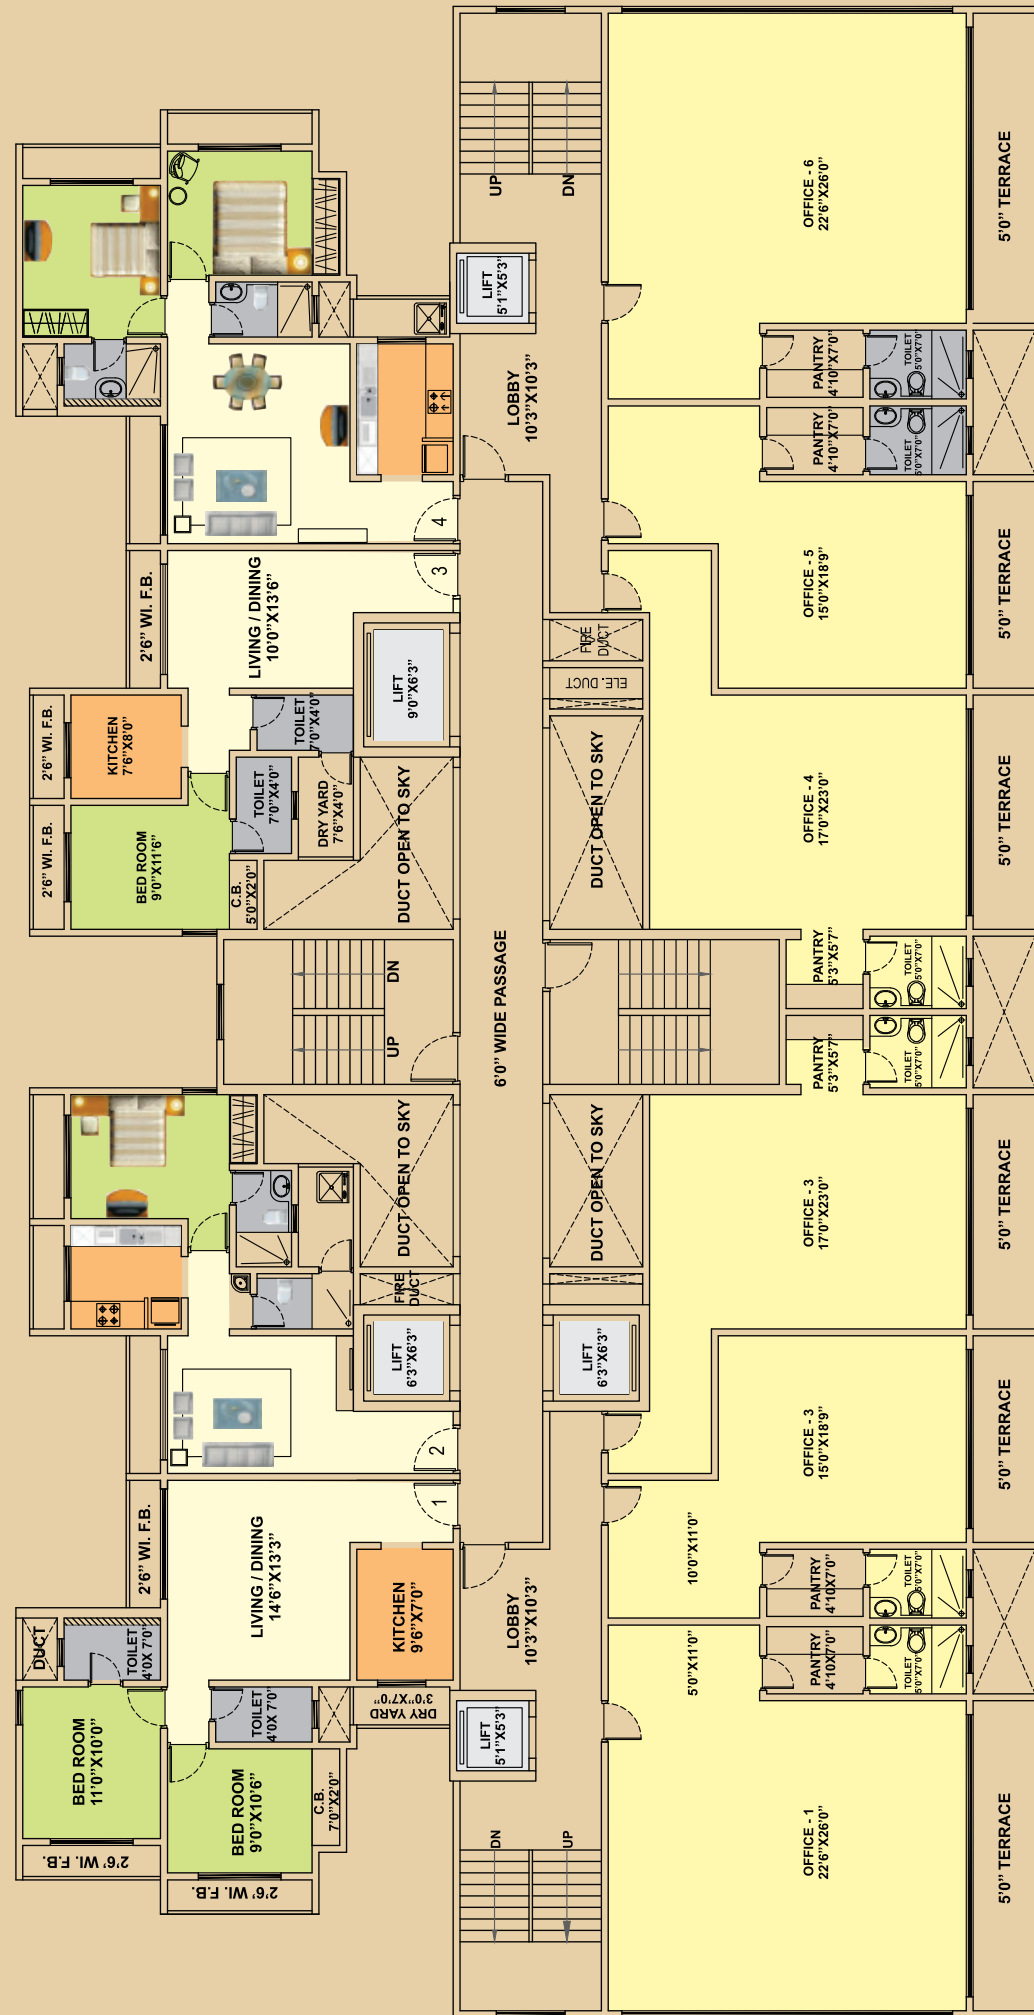 UP
DN
OFFICE - 6
22'6"X26'0"
5'0" TERRACE
LIFT
5'1"X5'3"
LOBBY
10'3"X10'3"
PANTRY
4'10"X7'0"
TOILET
5'0"X7'0"
PANTRY
4'10"X7'0"
TOILET
5'0"X7'0"
4
3
LIVING / DINING
10'0"X13'6"
2'6" WI. F.B.
OFFICE - 5
15'0"X18'9"
5'0" TERRACE
FIRE
DUCT
ELE. DUCT
LIFT
9'0"X6'3"
2'6" WI. F.B.
KITCHEN
7'6"X8'0"
TOILET
7'0"X4'0"
TOILET
7'0"X4'0"
DRY YARD
7'6"X4'0"
2'6" WI. F.B.
BED ROOM
9'0"X11'6"
C.B.
5'0"X2'0"
DUCT OPEN TO SKY
DUCT OPEN TO SKY
OFFICE - 4
17'0"X23'0"
5'0" TERRACE
DN
UP
6'0" WIDE PASSAGE
PANTRY
5'3"X5'7"
TOILET
5'0"X7'0"
PANTRY
5'3"X5'7"
TOILET
5'0"X7'0"
DUCT OPEN TO SKY
DUCT OPEN TO SKY
OFFICE - 3
17'0"X23'0"
5'0" TERRACE
FIRE
DUCT
LIFT
6'3"X6'3"
LIFT
6'3"X6'3"
2
1
OFFICE - 3
15'0"X18'9"
5'0" TERRACE
2'6" WI. F.B.
LIVING / DINING
14'6"X13'3"
KITCHEN
9'6"X7'0"
LOBBY
10'3"X10'3"
10'0"X11'0"
5'0"X11'0"
PANTRY
4'10X7'0"
TOILET
5'0"X7'0"
PANTRY
4'10X7'0"
TOILET
5'0"X7'0"
DUCT
TOILET
4'0X 7'0"
TOILET
4'0X 7'0"
DRY YARD
3'0"X7'0"
LIFT
5'1"X5'3"
BED ROOM
11'0"X10'0"
BED ROOM
9'0"X10'6"
C.B.
7'0"X2'0"
2'6' WI. F.B.
2'6' WI. F.B.
DN
UP
OFFICE - 1
22'6"X26'0"
5'0" TERRACE